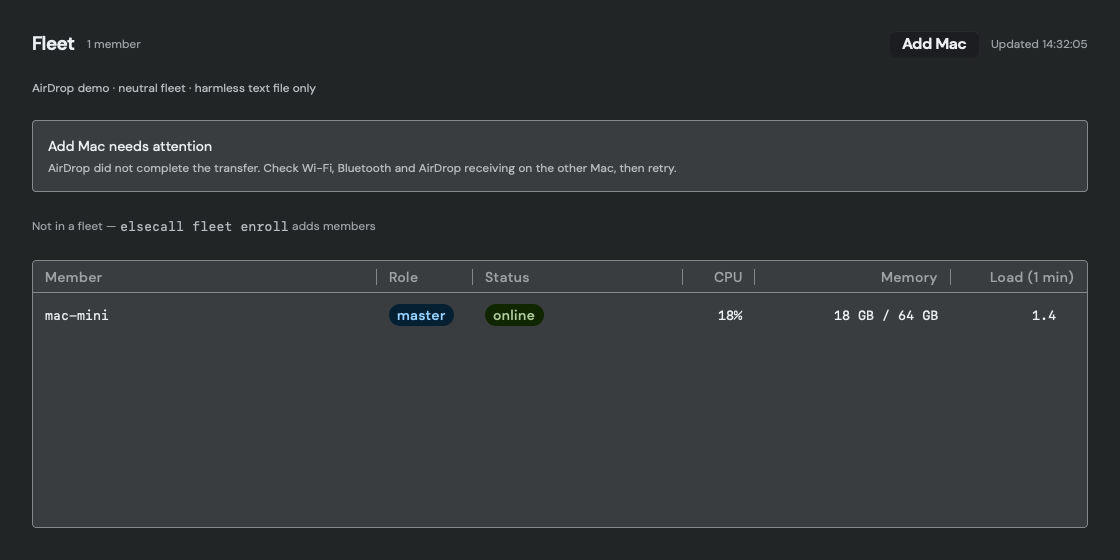 Fleet 1 member Add Mac Updated 14:32:05
AirDrop demo · neutral fleet · harmless text file only
Add Mac needs attention
AirDrop did not complete the transfer. Check Wi-Fi, Bluetooth and AirDrop receiving on the other Mac, then retry.
Not in a fleet — elsecall fleet enroll adds members
Member Role Status CPU Memory Load (1 min)
mac-mini master online 18% 18 GB / 64 GB 1.4